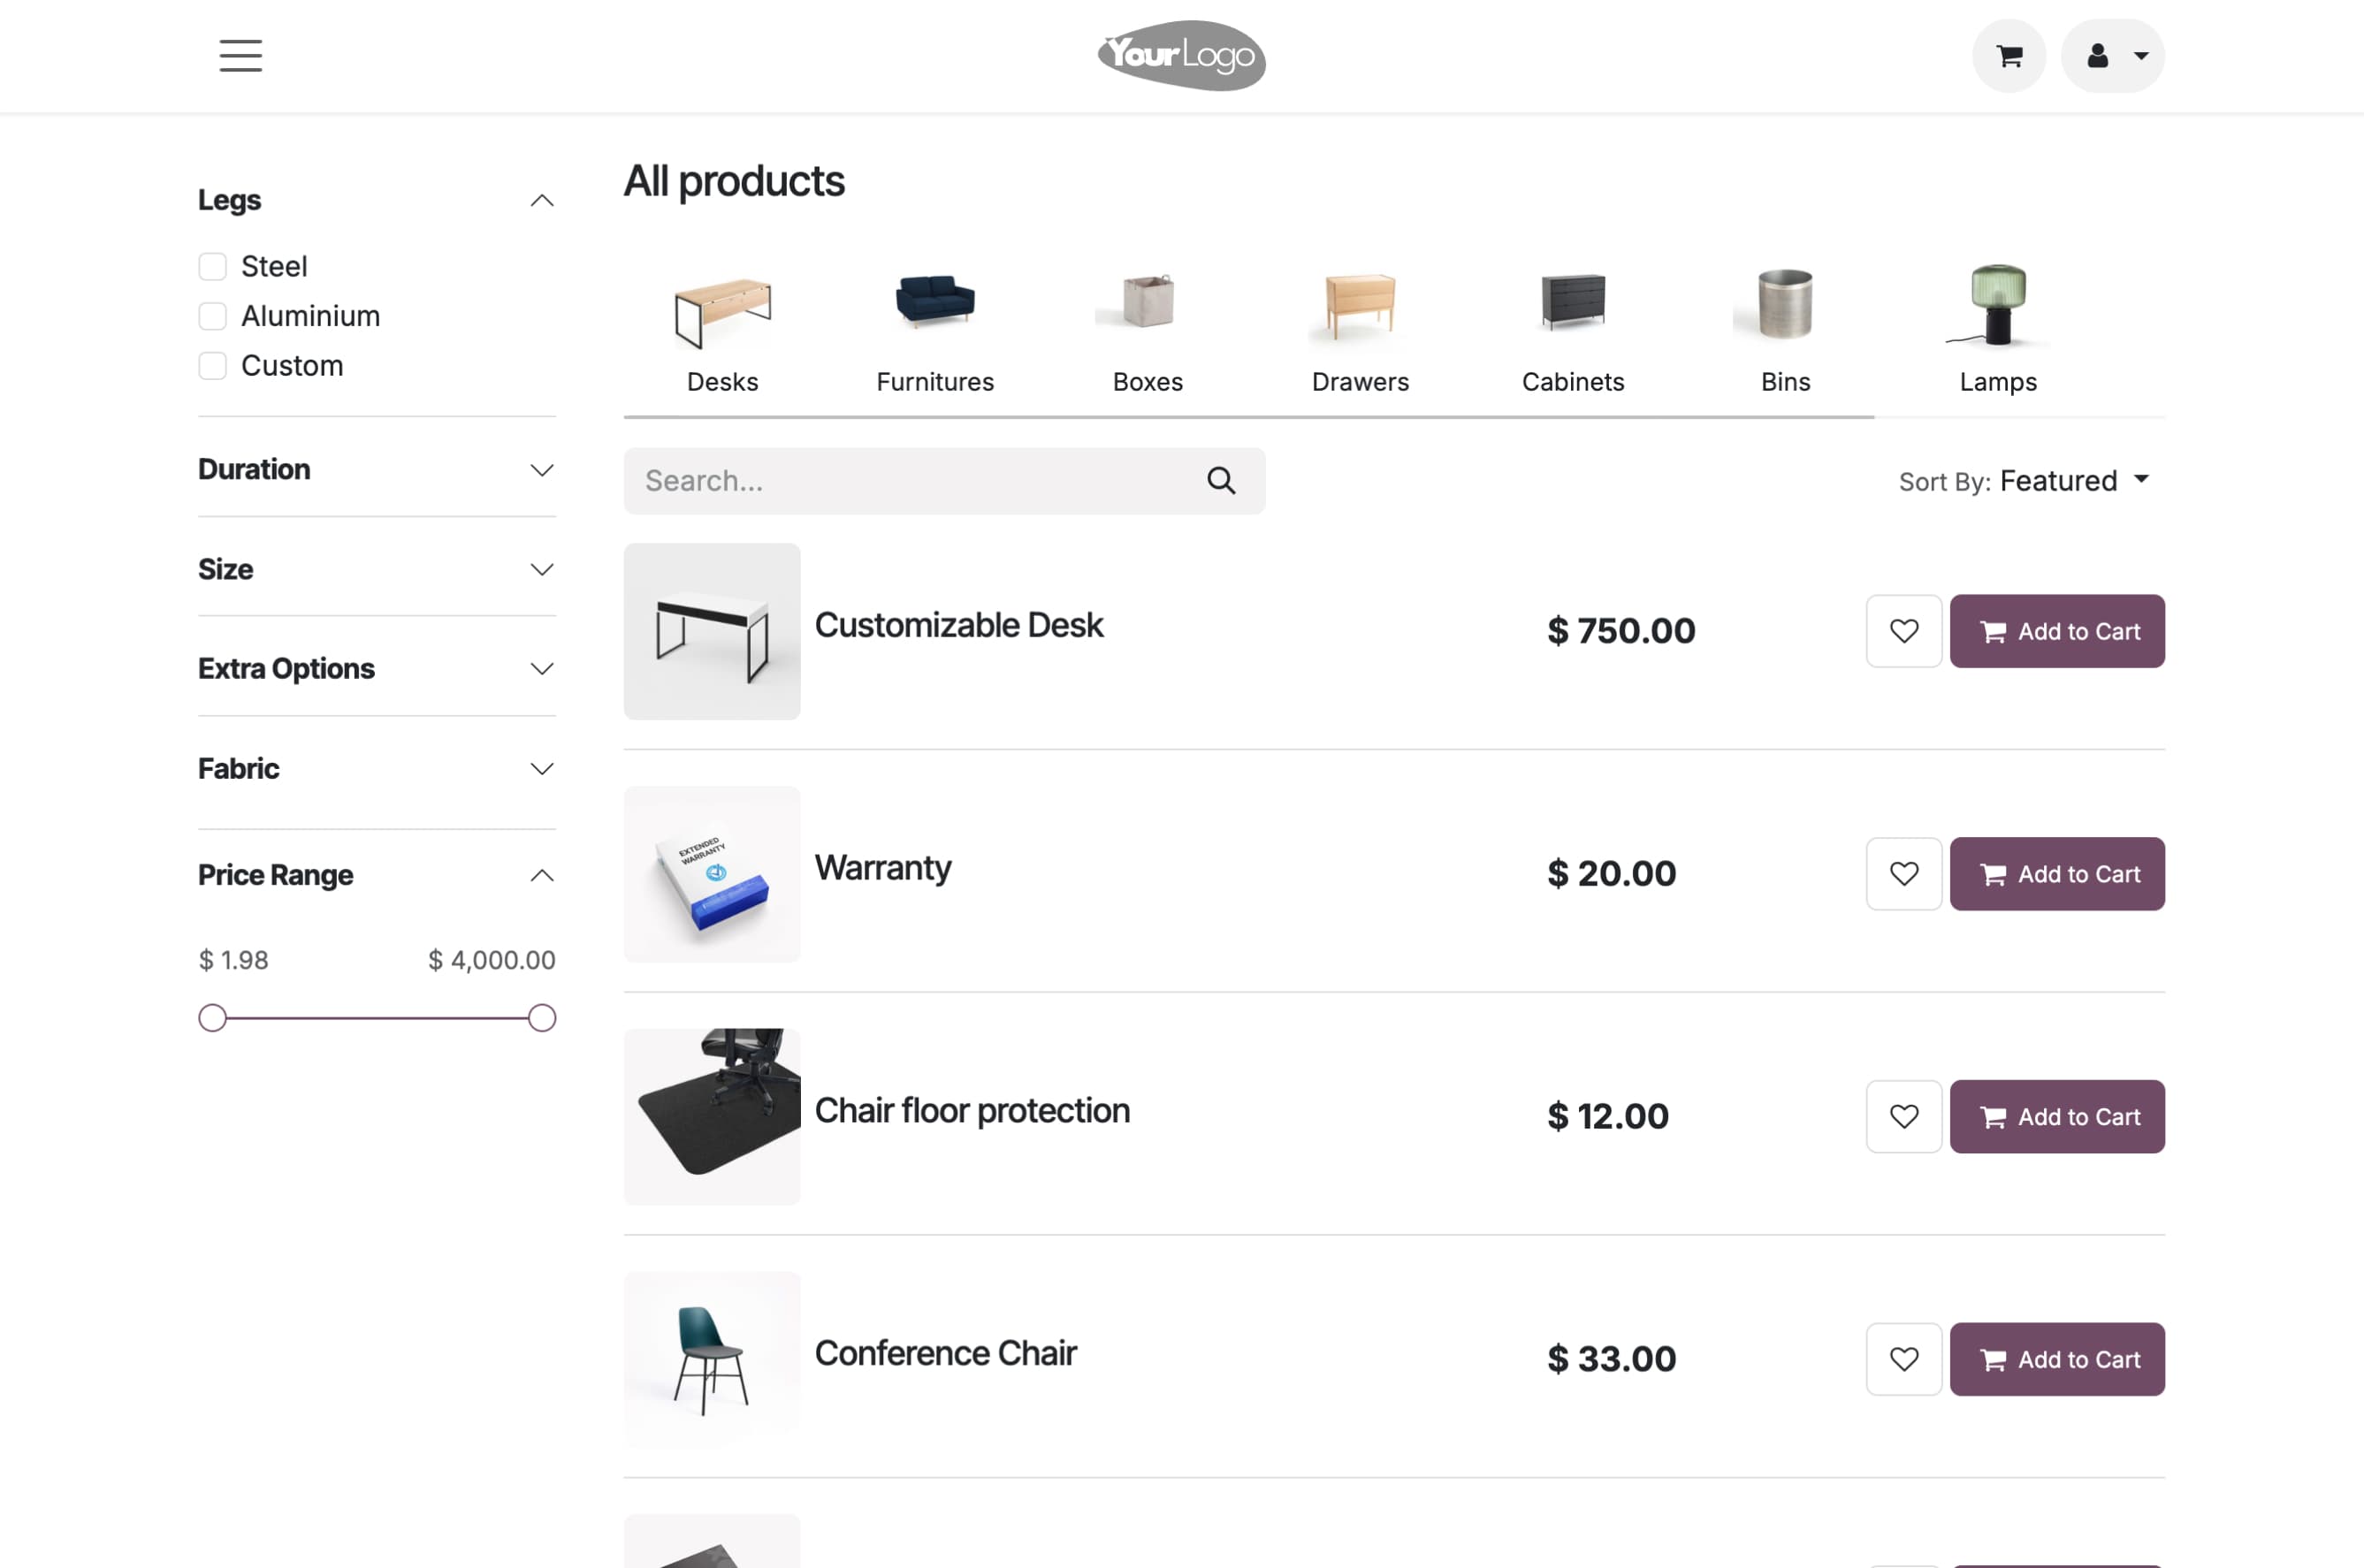 YourLogo
Legs
Steel
Aluminium
Custom
Duration
Size
Extra Options
Fabric
Price Range
$ 1.98 $ 4,000.00
All products
Desks Furnitures Boxes Drawers Cabinets Bins Lamps
Search...
Sort By: Featured
Customizable Desk $ 750.00 Add to Cart
EXTENDED
WARRANTY
Warranty $ 20.00 Add to Cart
Chair floor protection $ 12.00 Add to Cart
Conference Chair $ 33.00 Add to Cart